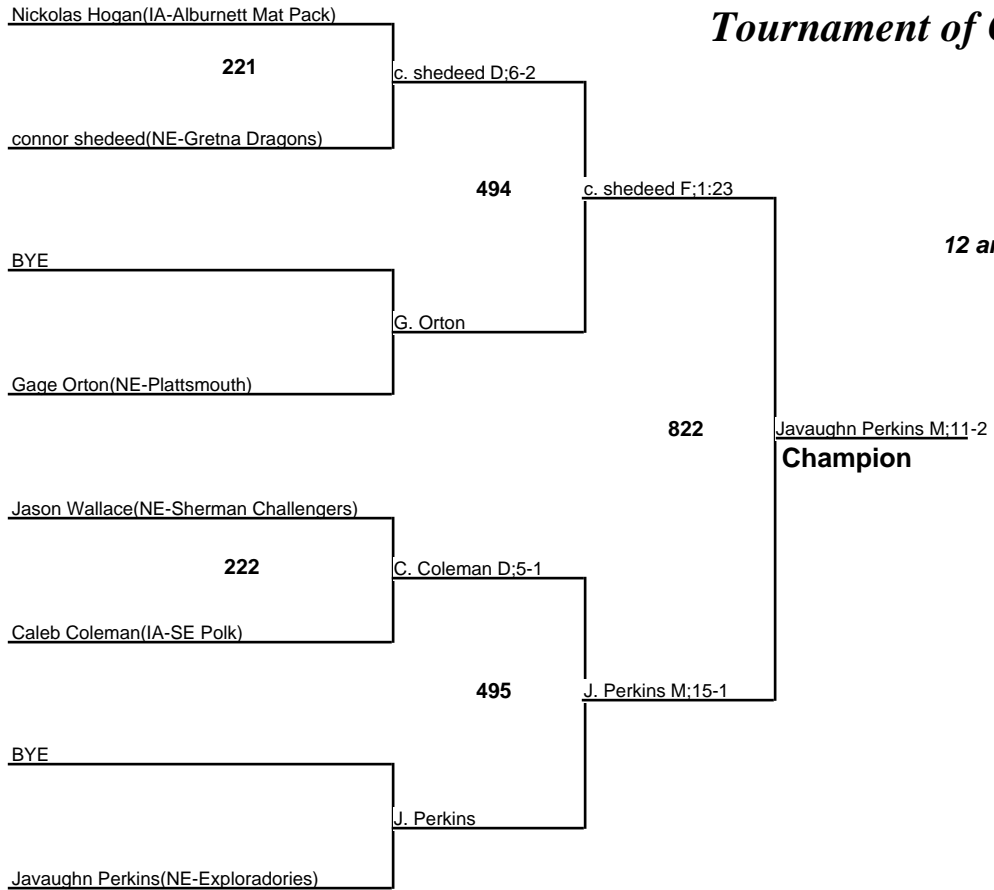 Nickolas Hogan(IA-Alburnett Mat Pack)
Tournament of
221
c. shedeed D;6-2
connor shedeed(NE-Gretna Dragons)
494
c. shedeed F;1:23
12
BYE
G. Orton
Gage Orton(NE-Plattsmouth)
822
Javaughn Perkins M;11-2
Champion
Jason Wallace(NE-Sherman Challengers)
222
C. Coleman D;5-1
Caleb Coleman(IA-SE Polk)
495
J. Perkins M;15-1
BYE
J. Perkins
Javaughn Perkins(NE-Exploradories)